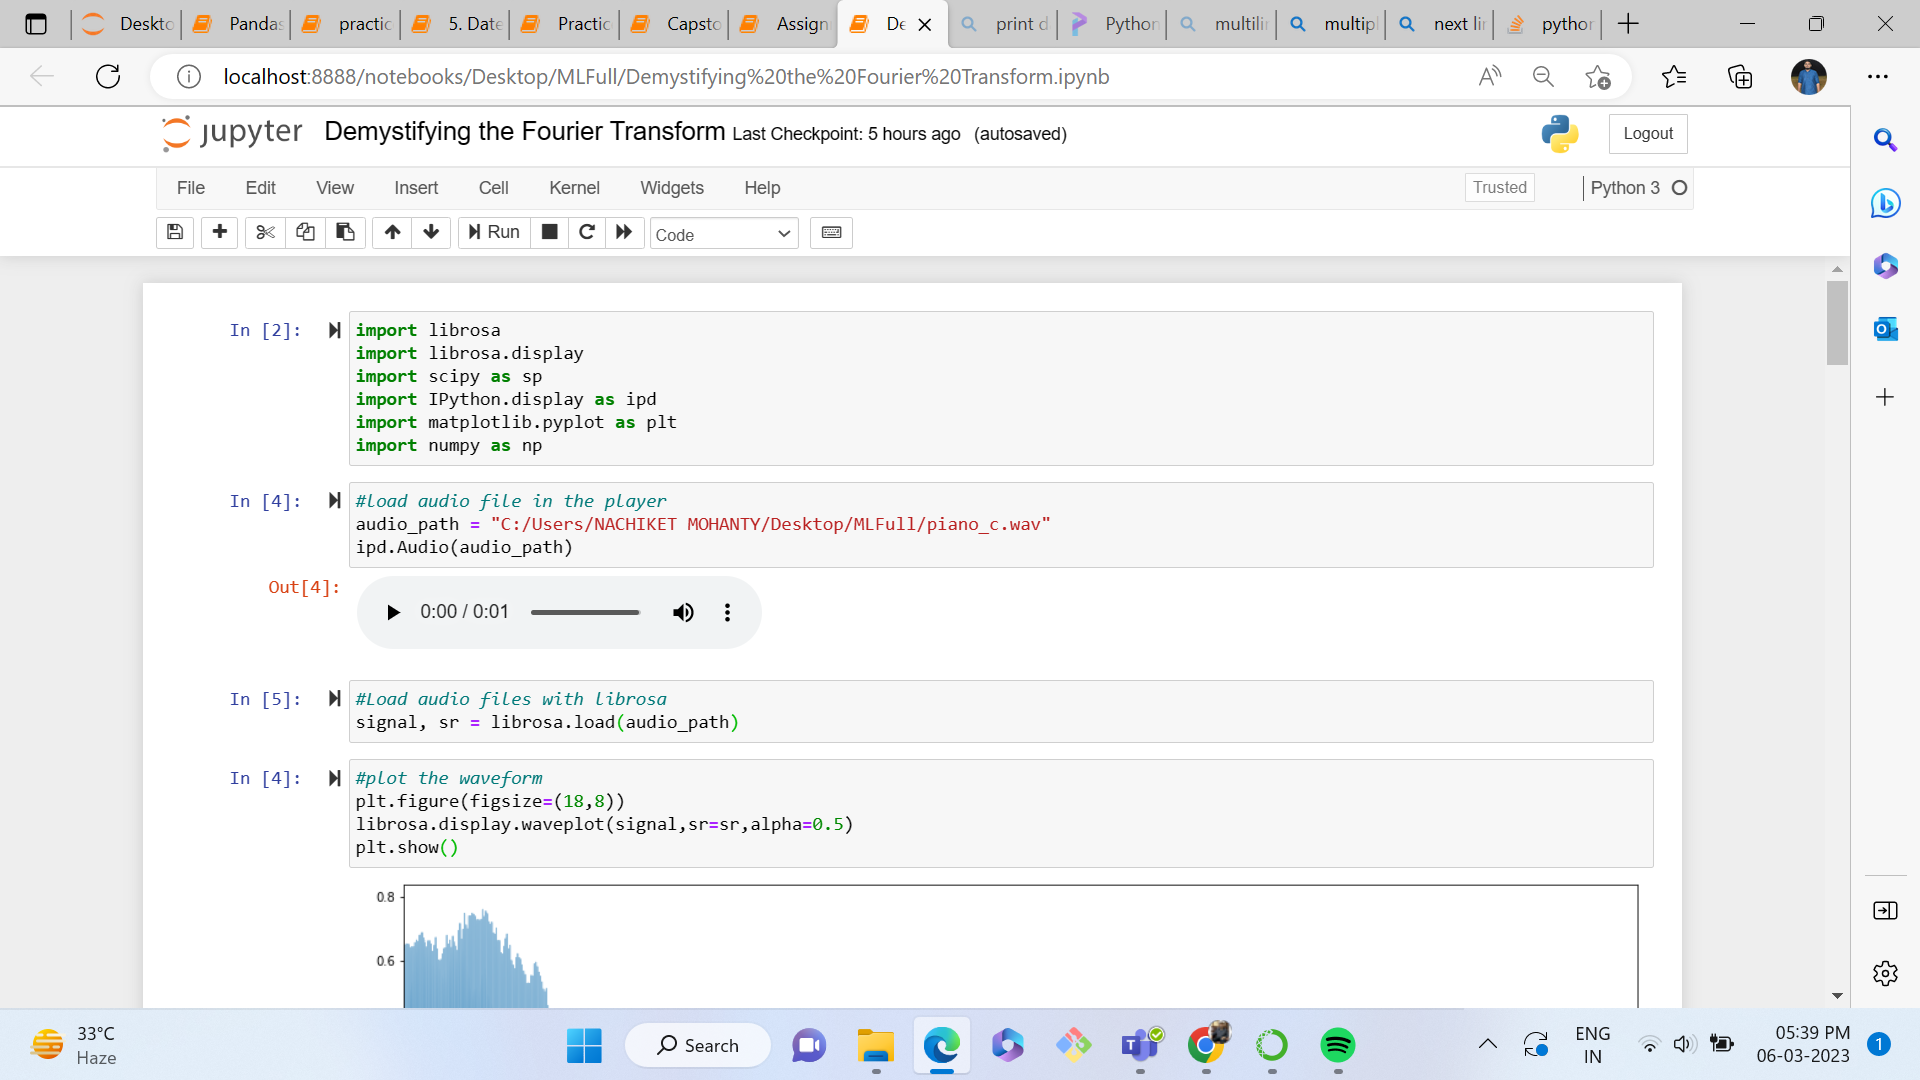 Deskto
Pandas
practic
5. Date
Practic
Capsto
Assign
De
print d
Python
multilin
multipl
next lin
python
localhost:8888/notebooks/Desktop/MLFull/Demystifying%20the%20Fourier%20Transform.ipynb
jupyter Demystifying the Fourier Transform Last Checkpoint: 5 hours ago (autosaved)
Logout
File Edit View Insert Cell Kernel Widgets Help
Trusted
Python 3
Run
Code
In [2]:
import librosa
import librosa.display
import scipy as sp
import IPython.display as ipd
import matplotlib.pyplot as plt
import numpy as np
In [4]:
#load audio file in the player
audio_path = "C:/Users/NACHIKET MOHANTY/Desktop/MLFull/piano_c.wav"
ipd.Audio(audio_path)
Out[4]:
0:00 / 0:01
In [5]:
#Load audio files with librosa
signal, sr = librosa.load(audio_path)
In [4]:
#plot the waveform
plt.figure(figsize=(18,8))
librosa.display.waveplot(signal,sr=sr,alpha=0.5)
plt.show()
0.8
0.6
33°C
Haze
Search
ENG
IN
05:39 PM
06-03-2023
1